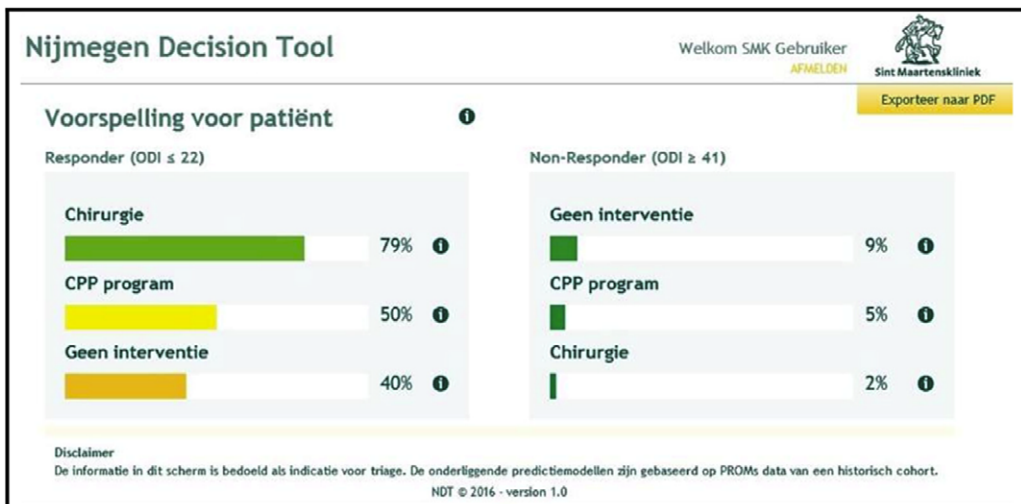 Nijmegen Decision Tool
Welkom SMK Gebruiker
AFMELDEN
Sint Maartenskliniek
Exporteer naar PDF
Voorspelling voor patiënt
Responder (ODI ≤ 22)
Chirurgie
79%
CPP program
50%
Geen interventie
40%
Non-Responder (ODI ≥ 41)
Geen interventie
9%
CPP program
5%
Chirurgie
2%
Disclaimer
De informatie in dit scherm is bedoeld als indicatie voor triage. De onderliggende predictiemodellen zijn gebaseerd op PROMs data van een historisch cohort.
NDT © 2016 - version 1.0